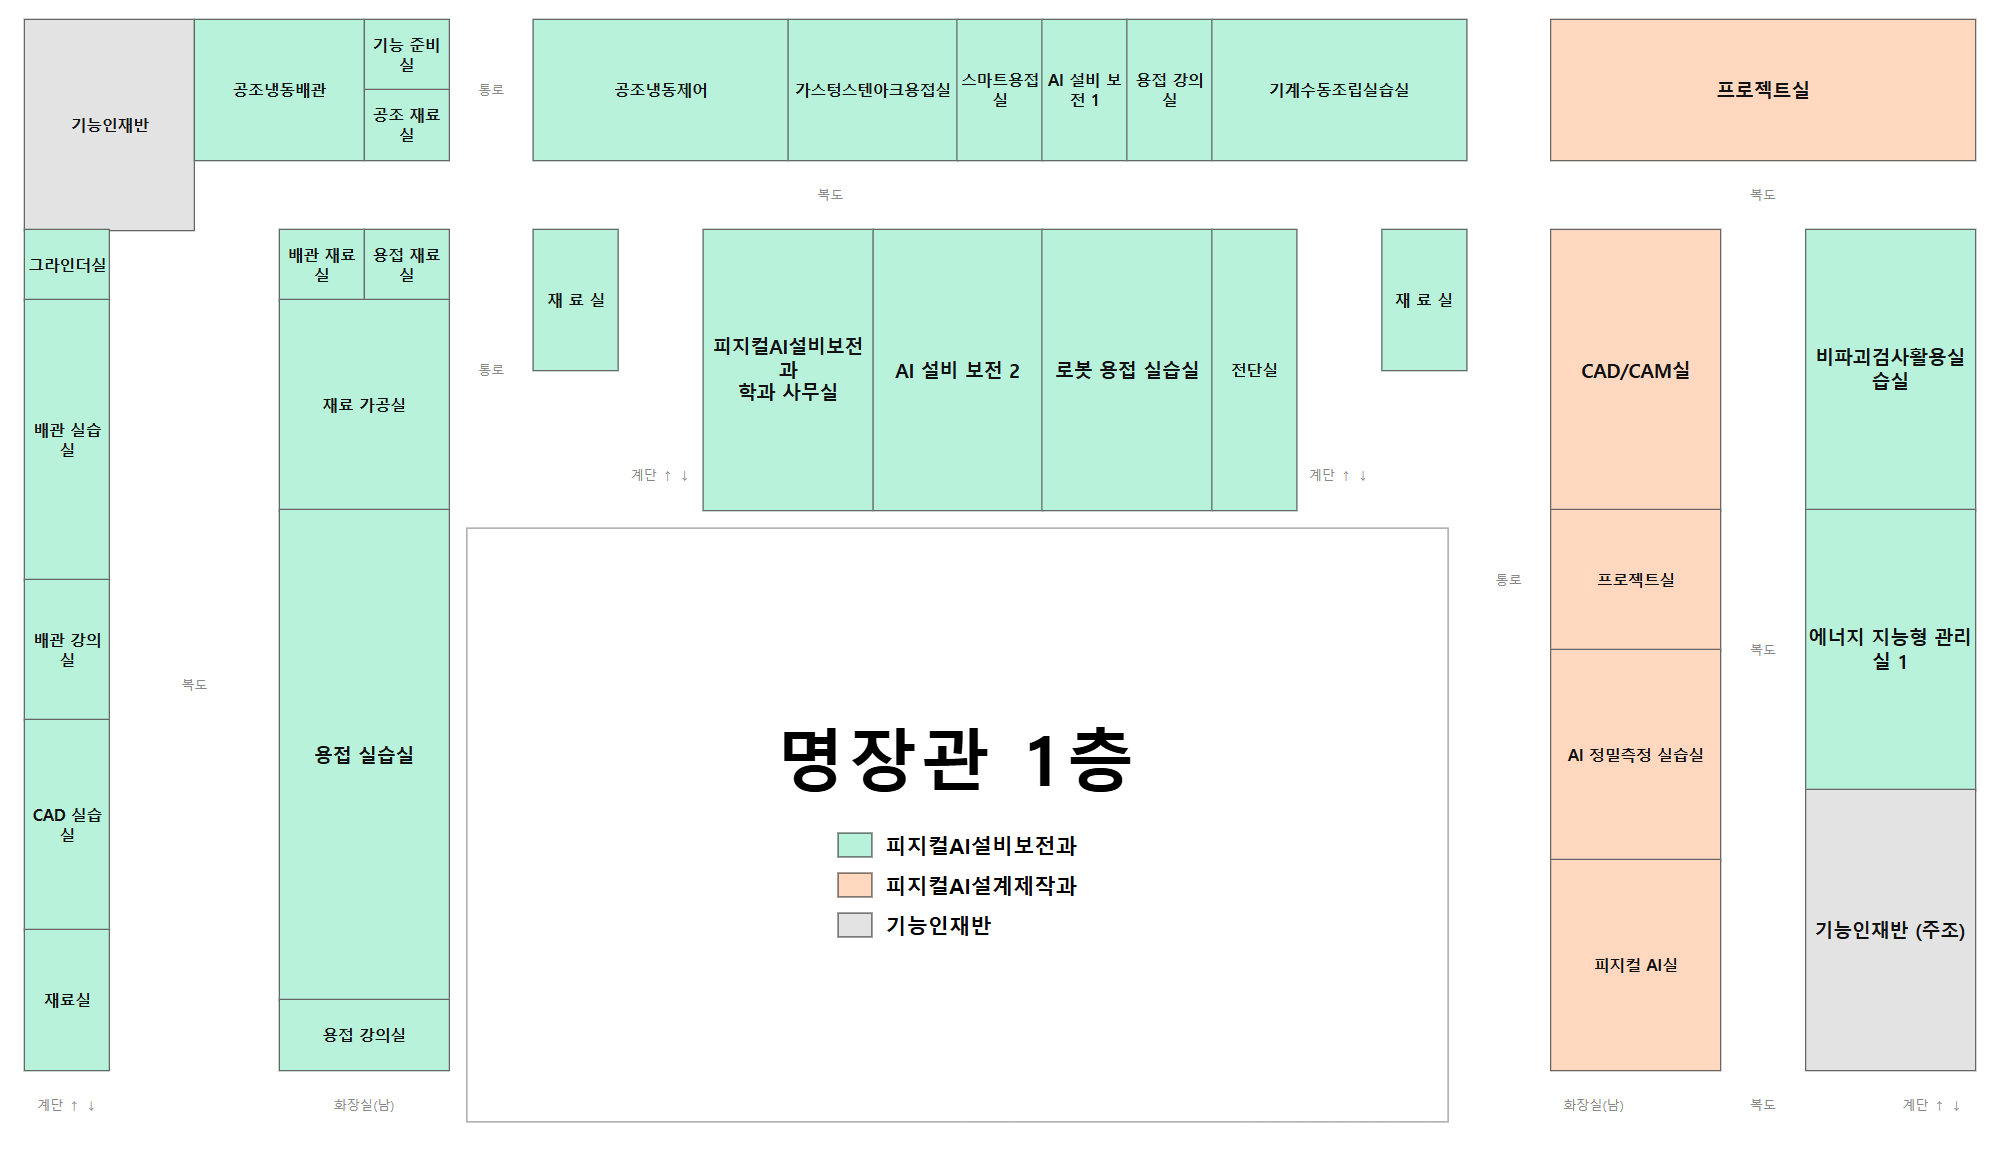 기능인재반
공조냉동배관
기능 준비
실
공조 재료
실
통로
공조냉동제어
가스텅스텐아크용접실
스마트용접
실
AI 설비 보
전 1
용접 강의
실
기계수동조립실습실
프로젝트실
복도
복도
그라인더실
배관 재료
실
용접 재료
실
재 료 실
피지컬AI설비보전
과
학과 사무실
AI 설비 보전 2
로봇 용접 실습실
전단실
재 료 실
CAD/CAM실
비파괴검사활용실
습실
배관 실습
실
재료 가공실
통로
계단 ↑ ↓
계단 ↑ ↓
배관 강의
실
복도
용접 실습실
통로
프로젝트실
복도
에너지 지능형 관리
실 1
명장관 1층
피지컬AI설비보전과
피지컬AI설계제작과
기능인재반
CAD 실습
실
AI 정밀측정 실습실
재료실
용접 강의실
피지컬 AI실
기능인재반 (주조)
계단 ↑ ↓
화장실(남)
화장실(남)
복도
계단 ↑ ↓